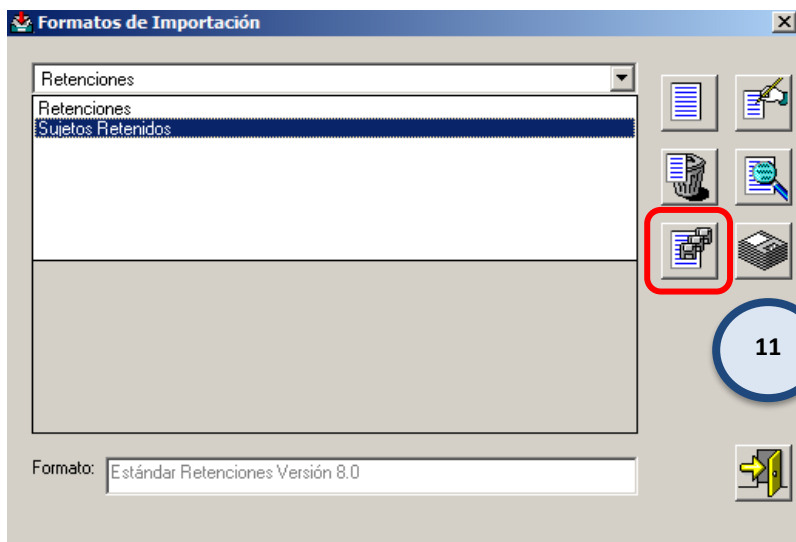 Formatos de Importación
Retenciones
Retenciones
Sujetos Retenidos
11
Formato:
Estándar Retenciones Versión 8.0